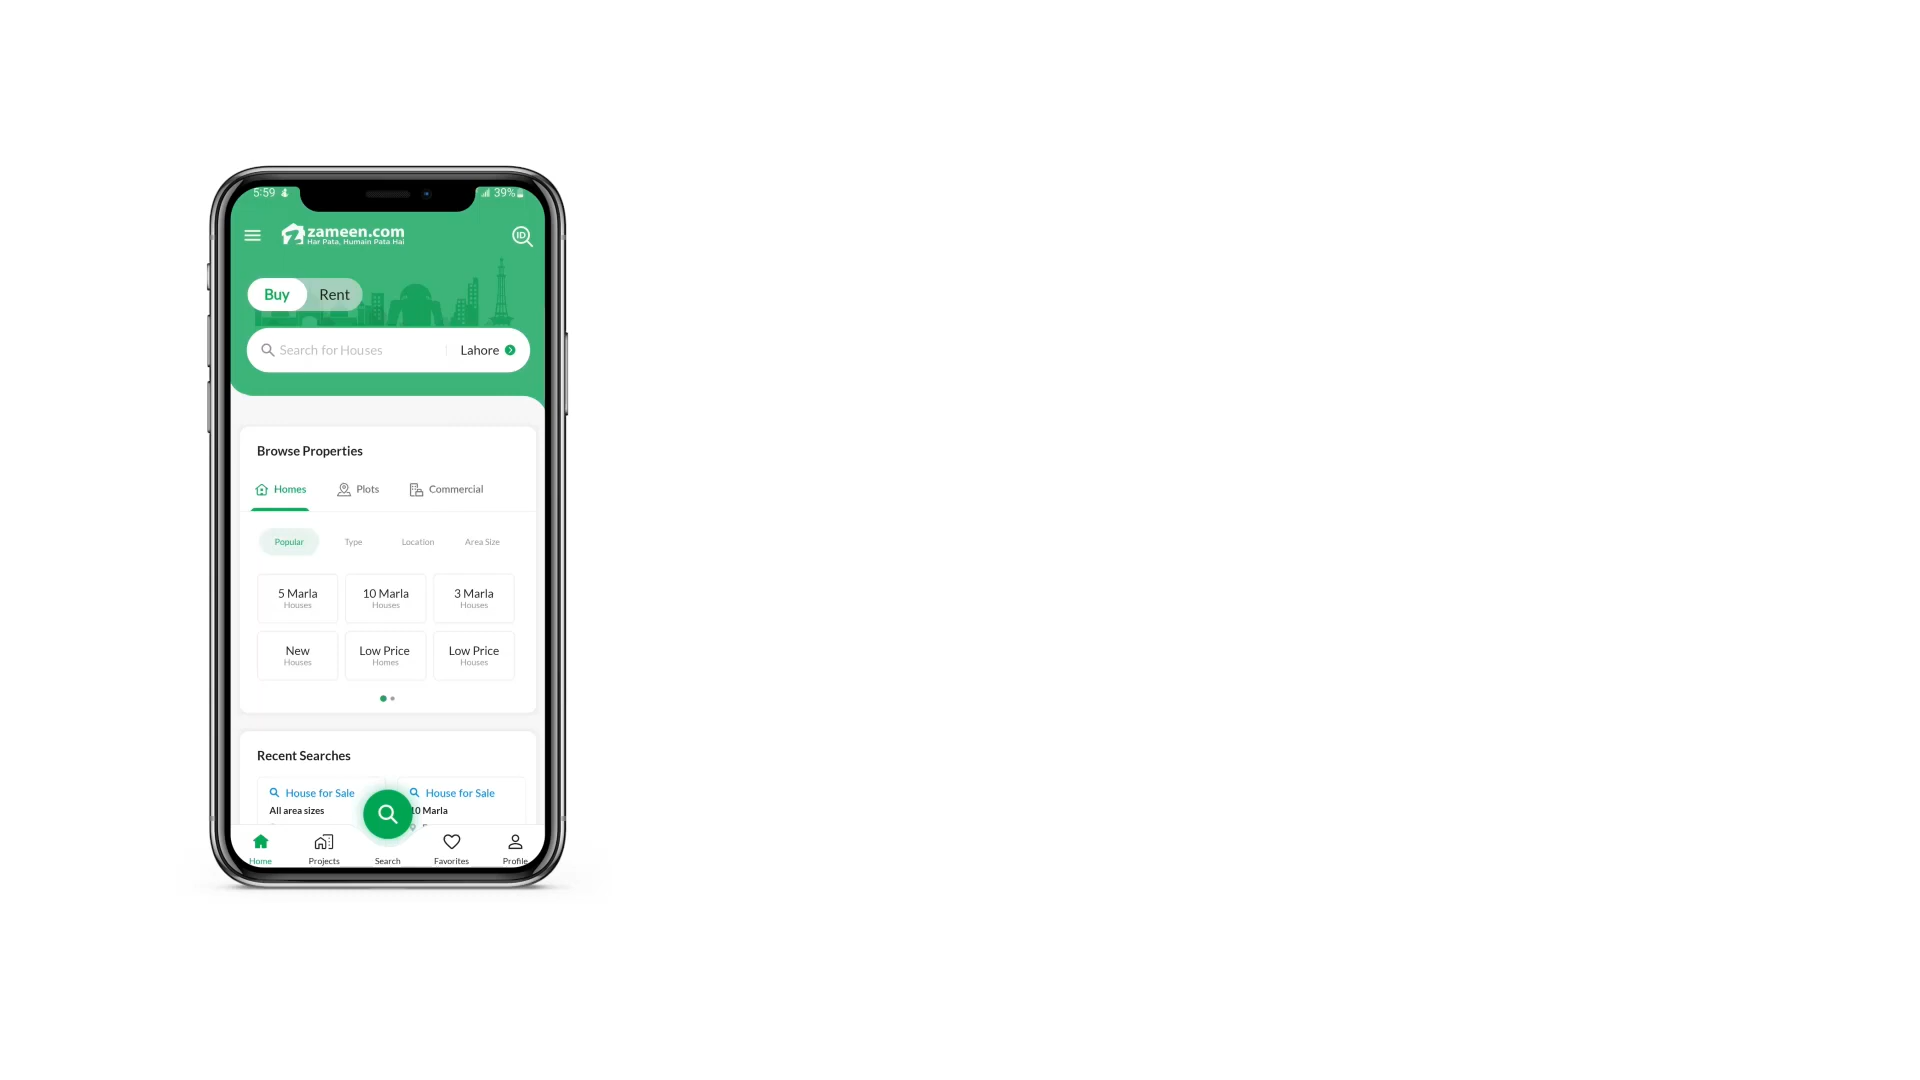 5:59
39%
zameen.com
Har Pata, Humain Pata Hai
ID
Buy Rent
Search for Houses Lahore
Browse Properties
Homes Plots Commercial
Popular Type Location Area Size
5 Marla 10 Marla 3 Marla
Houses Houses Houses
New Low Price Low Price
Houses Homes Houses
Recent Searches
House for Sale House for Sale
All area sizes 10 Marla
Home Projects Search Favorites Profile